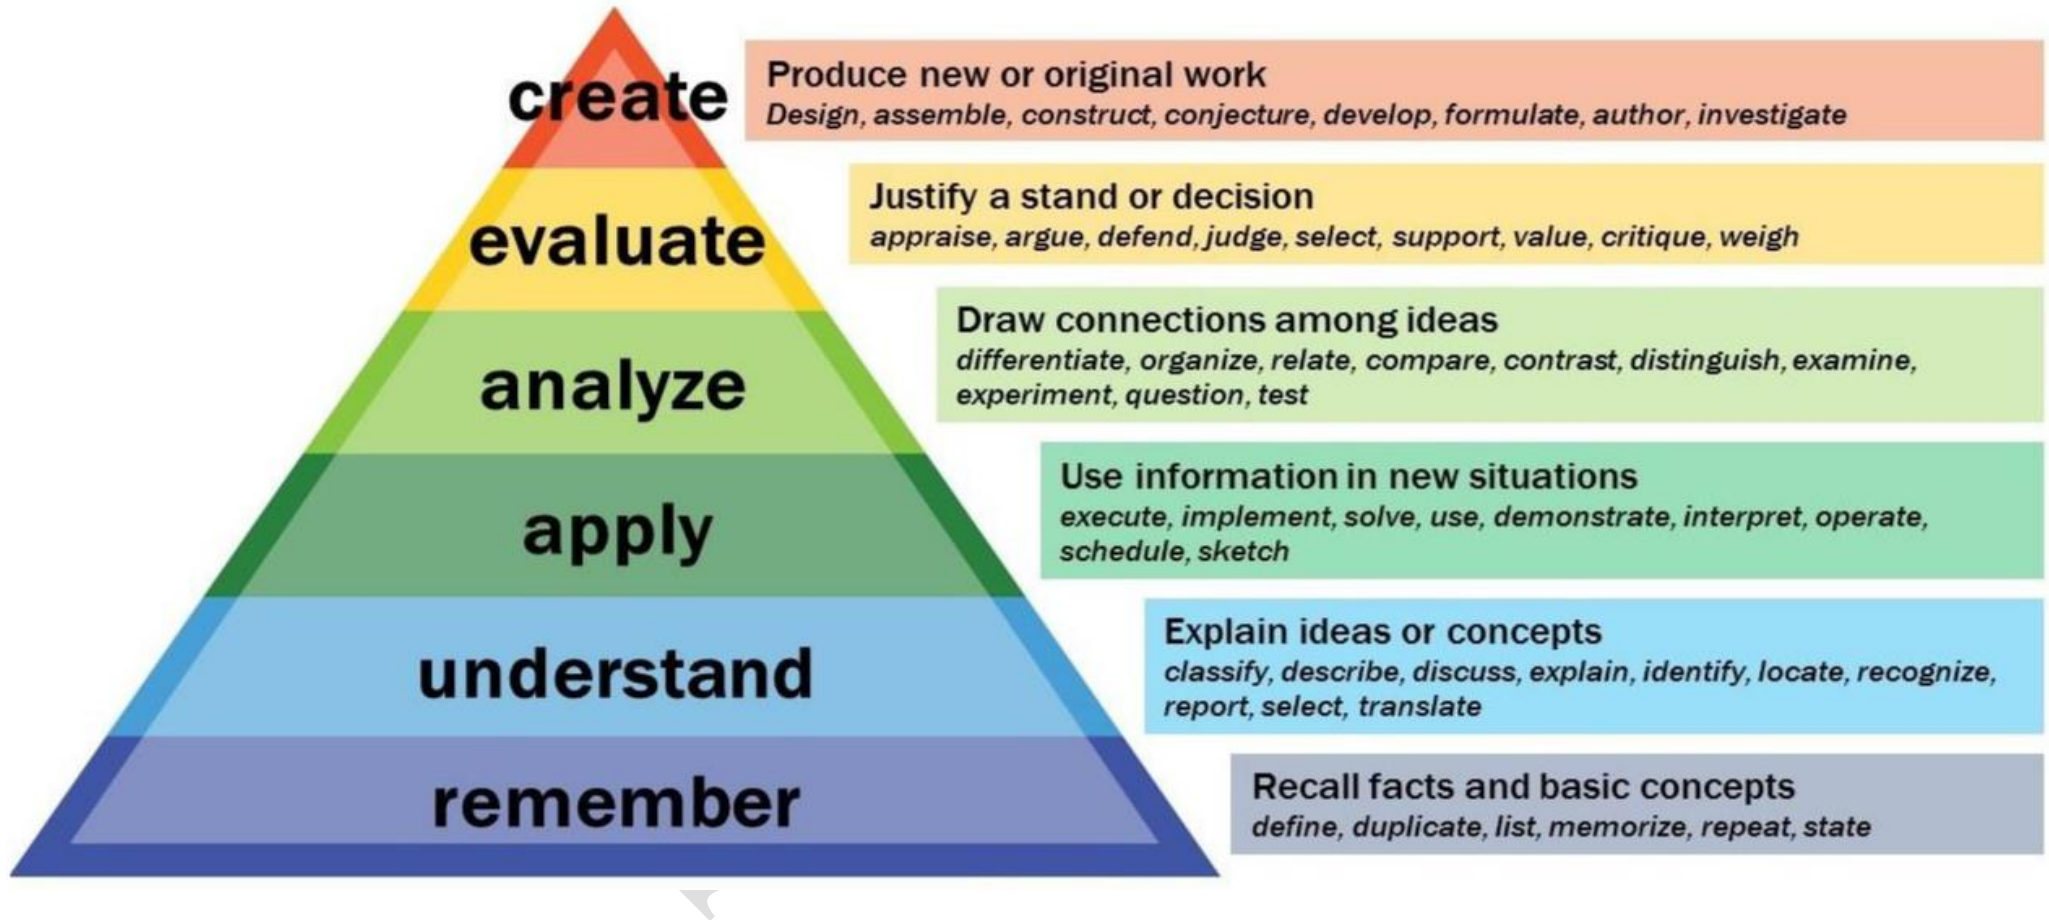 create
Produce new or original work
Design, assemble, construct, conjecture, develop, formulate, author, investigate
evaluate
Justify a stand or decision
appraise, argue, defend, judge, select, support, value, critique, weigh
analyze
Draw connections among ideas
differentiate, organize, relate, compare, contrast, distinguish, examine,
experiment, question, test
apply
Use information in new situations
execute, implement, solve, use, demonstrate, interpret, operate,
schedule, sketch
understand
Explain ideas or concepts
classify, describe, discuss, explain, identify, locate, recognize,
report, select, translate
remember
Recall facts and basic concepts
define, duplicate, list, memorize, repeat, state